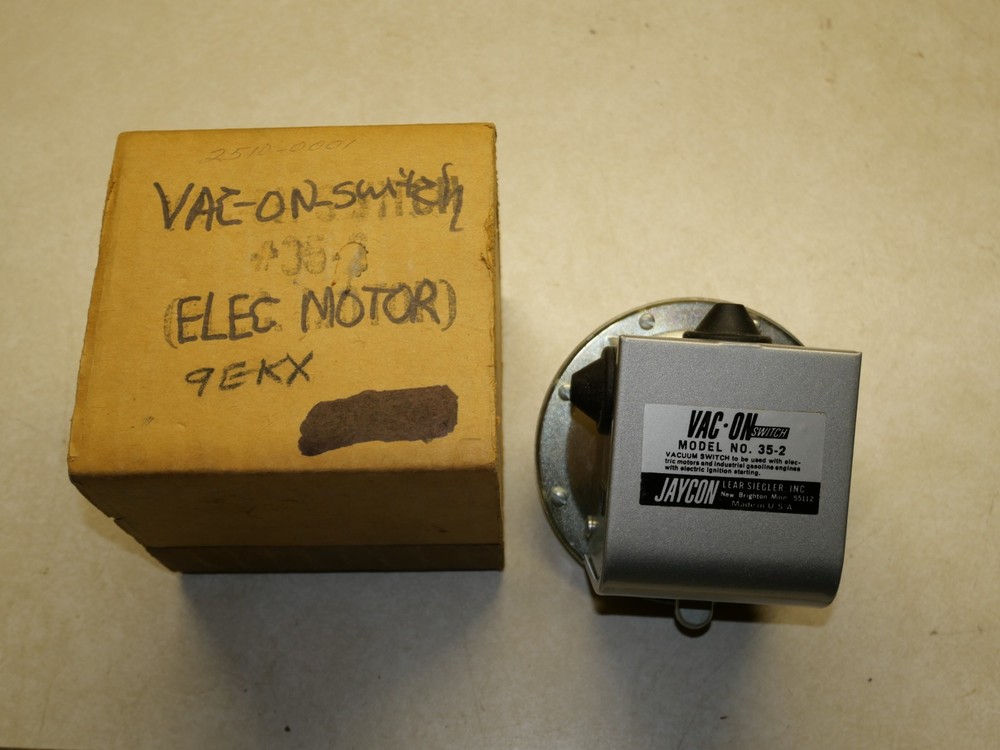 2510-0001
VAC-ON-Switch
#35-2
(ELEC MOTOR)
9EKX
VAC•ON SWITCH
MODEL NO. 35-2
VACUUM SWITCH to be used with elec-
tric motors and industrial gasoline engines
with electric ignition starting.
JAYCON LEAR SIEGLER, INC
New Brighton Minn. 55112
Made in U.S.A.